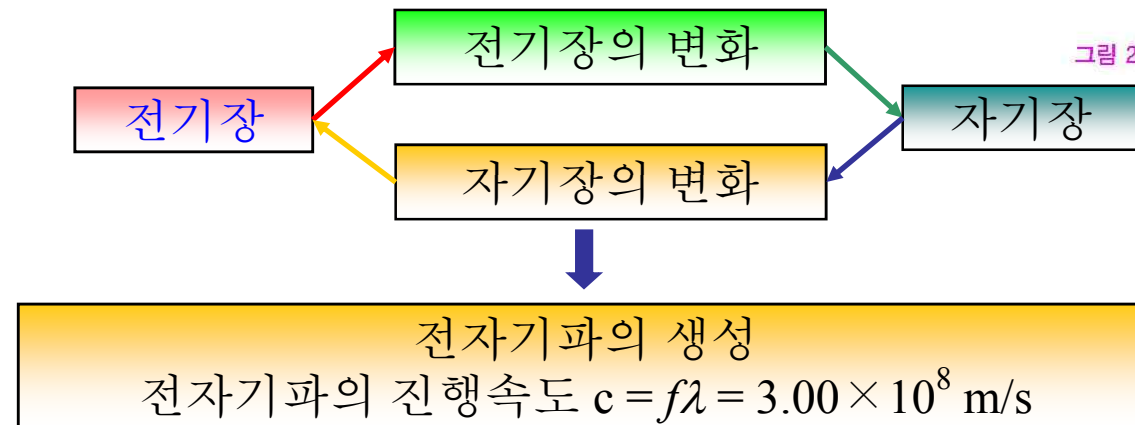 전기장의 변화
그림 2
전기장
자기장
자기장의 변화
전자기파의 생성
전자기파의 진행속도 c = fλ = 3.00×10⁸ m/s